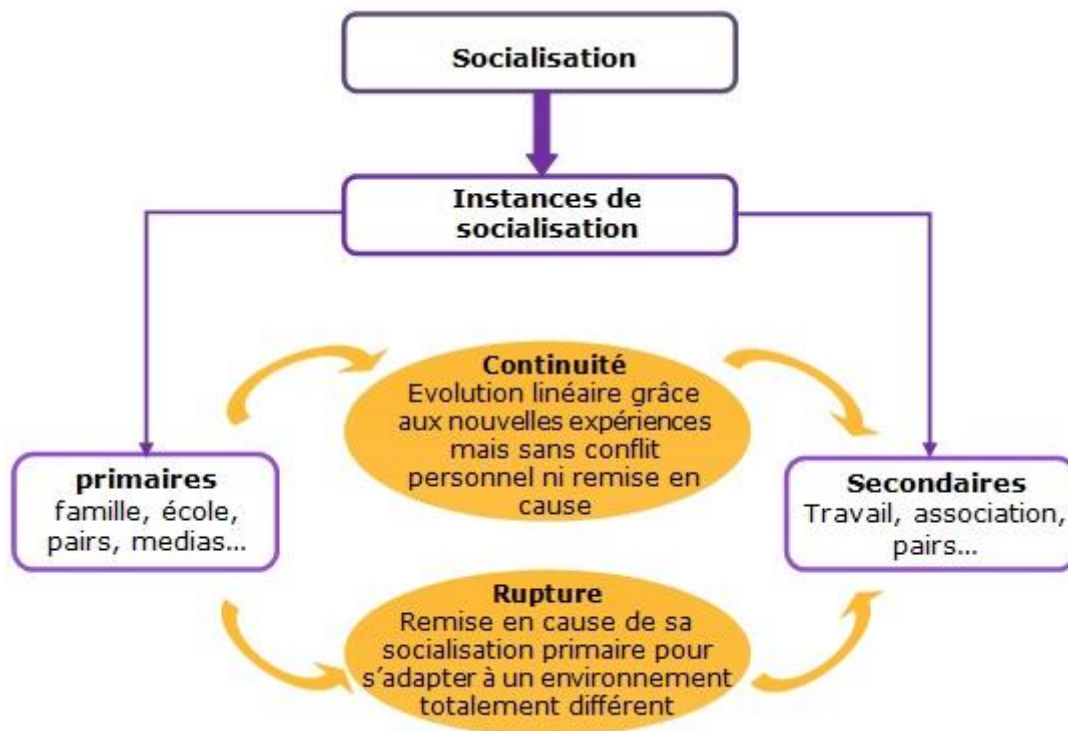 Socialisation
Instances de
socialisation
Continuité
Evolution linéaire grâce
aux nouvelles expériences
mais sans conflit
personnel ni remise en
cause
primaires
famille, école,
pairs, medias...
Secondaires
Travail, association,
pairs...
Rupture
Remise en cause de sa
socialisation primaire pour
s’adapter à un environnement
totalement différent